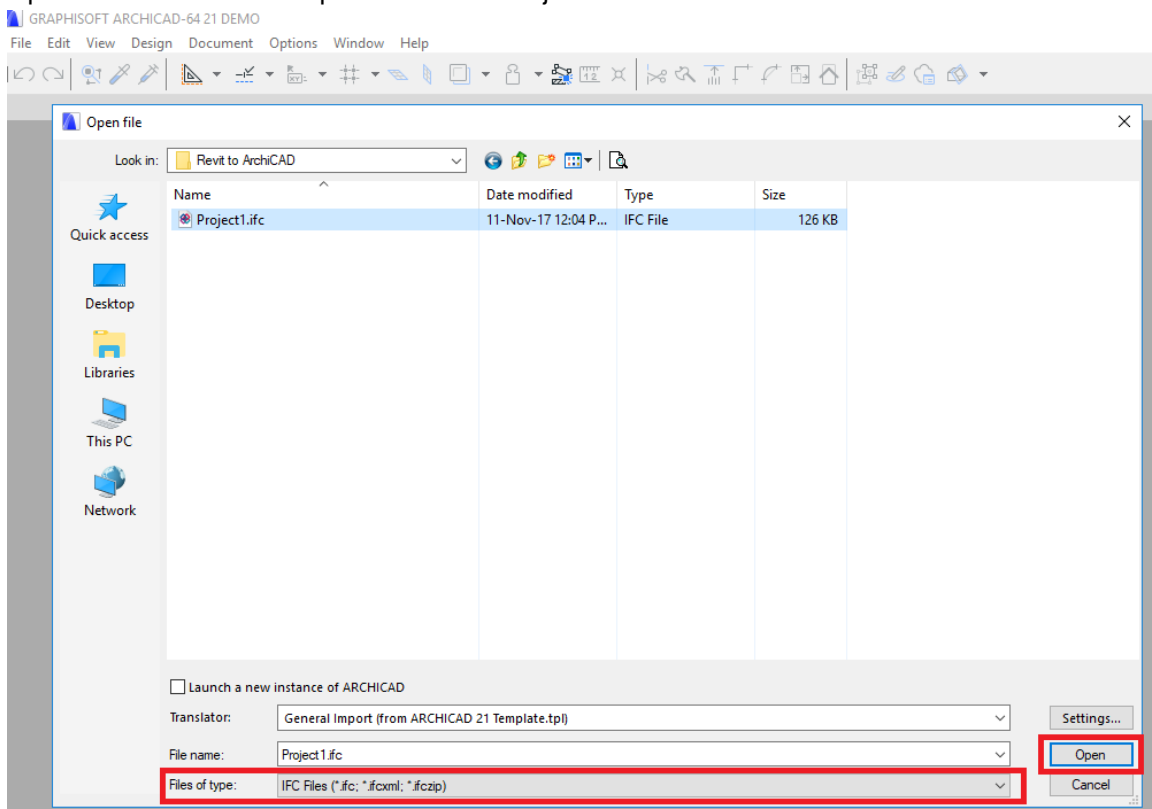 GRAPHISOFT ARCHICAD-64 21 DEMO
File Edit View Design Document Options Window Help
Open file
Look in: Revit to ArchiCAD
Name Date modified Type Size
Project1.ifc 11-Nov-17 12:04 P... IFC File 126 KB
Quick access
Desktop
Libraries
This PC
Network
Launch a new instance of ARCHICAD
Translator: General Import (from ARCHICAD 21 Template.tpl) Settings...
File name: Project1.ifc Open
Files of type: IFC Files (*.ifc; *.ifcxml; *.ifczip) Cancel